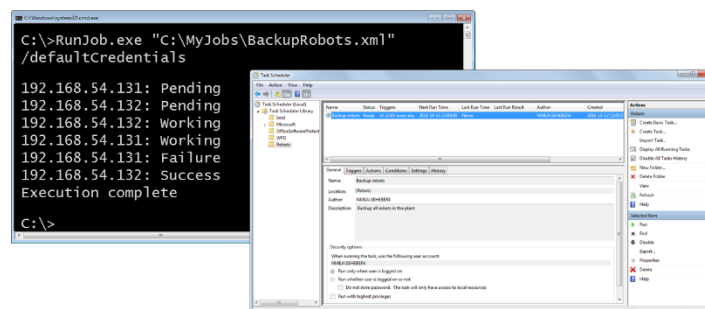 C:\Windows\system32\cmd.exe
C:\>RunJob.exe "C:\MyJobs\BackupRobots.xml"
/defaultCredentials
192.168.54.131: Pending
192.168.54.132: Pending
192.168.54.132: Working
192.168.54.131: Working
192.168.54.131: Failure
192.168.54.132: Success
Execution complete
C:\>
Task Scheduler
File Action View Help
Task Scheduler (Local)
Task Scheduler Library
Intel
Microsoft
OfficeSoftwareProtect
WPD
Robots
Name Status Triggers Next Run Time Last Run Time Last Run Result Author Created
Backup robots Ready every day Never
General Triggers Actions Conditions Settings History
Name: Backup robots
Location: \Robots
Author:
Description: Backup all robots in the plant
Security options
When running the task, use the following user account:
Run only when user is logged on
Run whether user is logged on or not
Do not store password. The task will only have access to local resources
Run with highest privileges
Actions
Robots
Create Basic Task...
Create Task...
Import Task...
Display All Running Tasks
Disable All Tasks History
New Folder...
Delete Folder
View
Refresh
Help
Selected Item
Run
End
Disable
Export...
Properties
Delete
Help